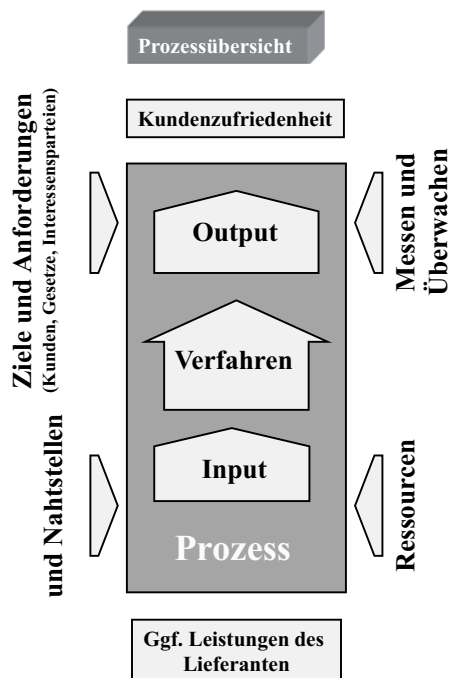 Prozessübersicht
Kundenzufriedenheit
Ziele und Anforderungen
(Kunden, Gesetze, Interessensparteien)
Messen und
Überwachen
Output
Verfahren
Input
und Nahtstellen
Ressourcen
Prozess
Ggf. Leistungen des
Lieferanten